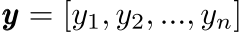 y = [y1, y2, ..., yn]